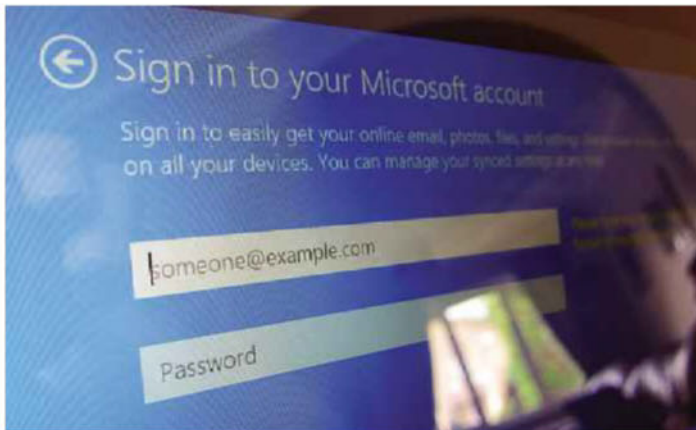 Sign in to your Microsoft account
Sign in to easily get your online email, photos, files, and settings
on all your devices. You can manage your synced settings at any time.
someone@example.com
Password